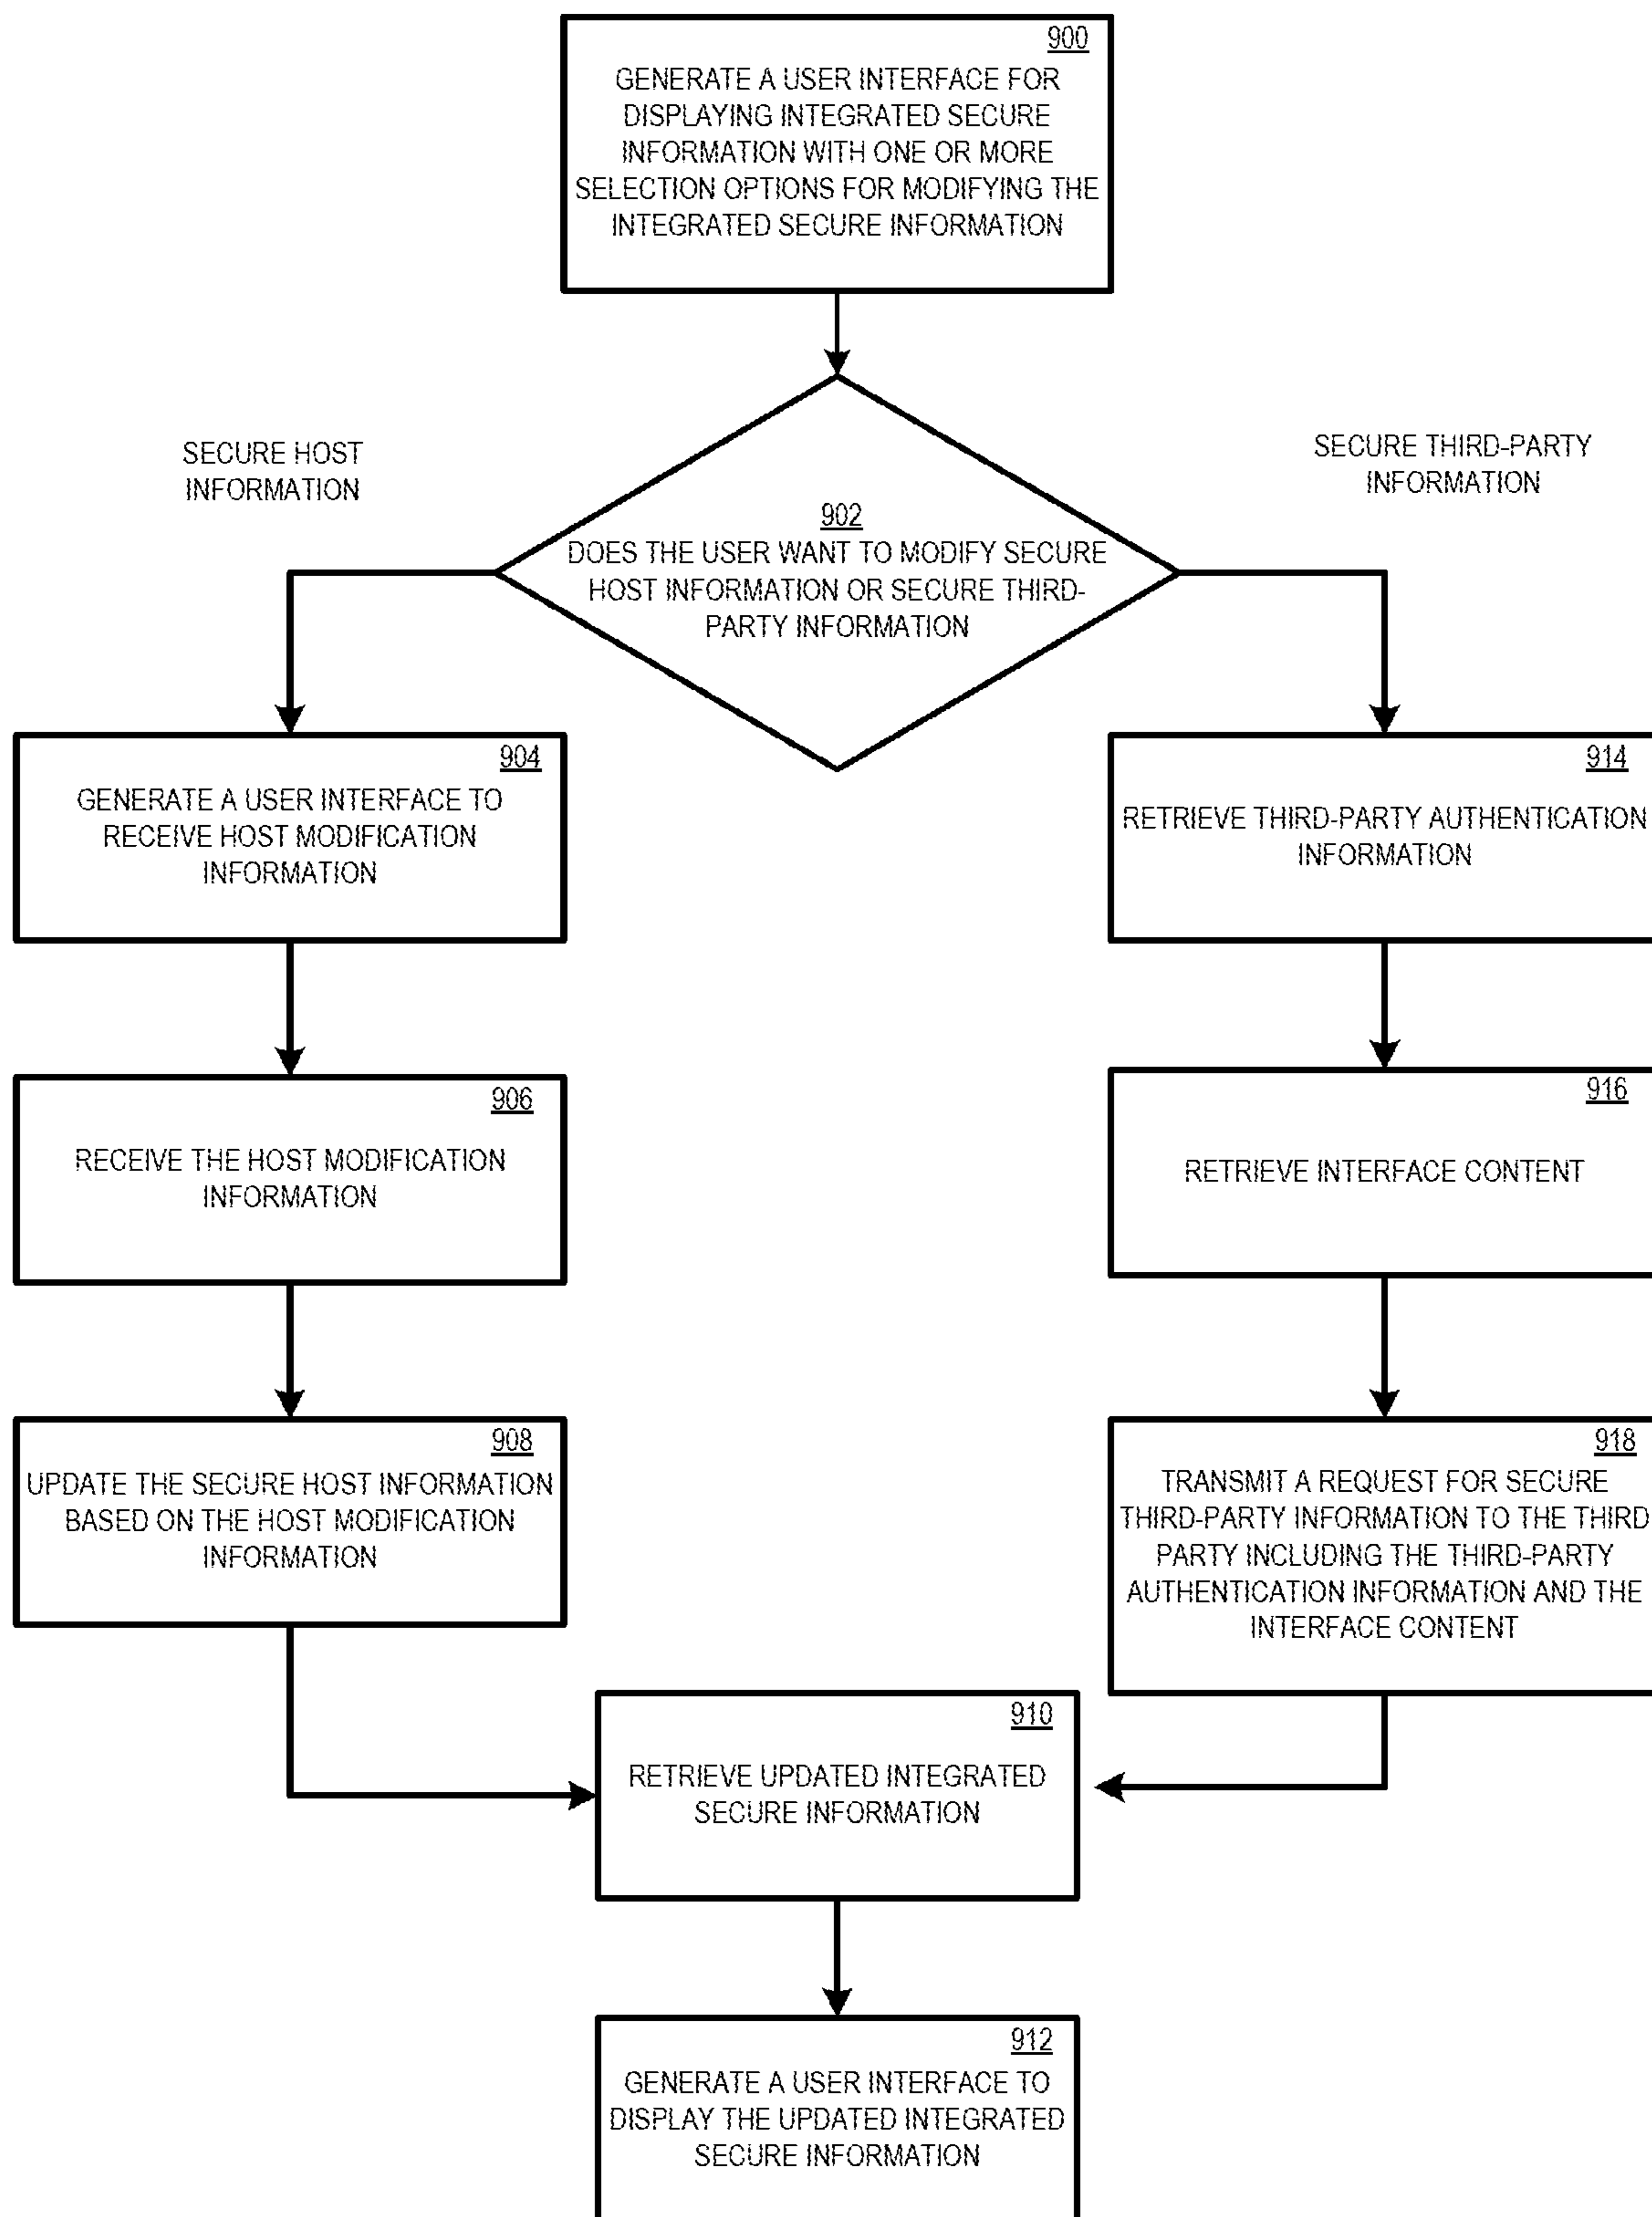 900
GENERATE A USER INTERFACE FOR
DISPLAYING INTEGRATED SECURE
INFORMATION WITH ONE OR MORE
SELECTION OPTIONS FOR MODIFYING THE
INTEGRATED SECURE INFORMATION
SECURE HOST
INFORMATION
SECURE THIRD-PARTY
INFORMATION
902
DOES THE USER WANT TO MODIFY SECURE
HOST INFORMATION OR SECURE THIRD-
PARTY INFORMATION
904
GENERATE A USER INTERFACE TO
RECEIVE HOST MODIFICATION
INFORMATION
914
RETRIEVE THIRD-PARTY AUTHENTICATION
INFORMATION
906
RECEIVE THE HOST MODIFICATION
INFORMATION
916
RETRIEVE INTERFACE CONTENT
908
UPDATE THE SECURE HOST INFORMATION
BASED ON THE HOST MODIFICATION
INFORMATION
918
TRANSMIT A REQUEST FOR SECURE
THIRD-PARTY INFORMATION TO THE THIRD
PARTY INCLUDING THE THIRD-PARTY
AUTHENTICATION INFORMATION AND THE
INTERFACE CONTENT
910
RETRIEVE UPDATED INTEGRATED
SECURE INFORMATION
912
GENERATE A USER INTERFACE TO
DISPLAY THE UPDATED INTEGRATED
SECURE INFORMATION